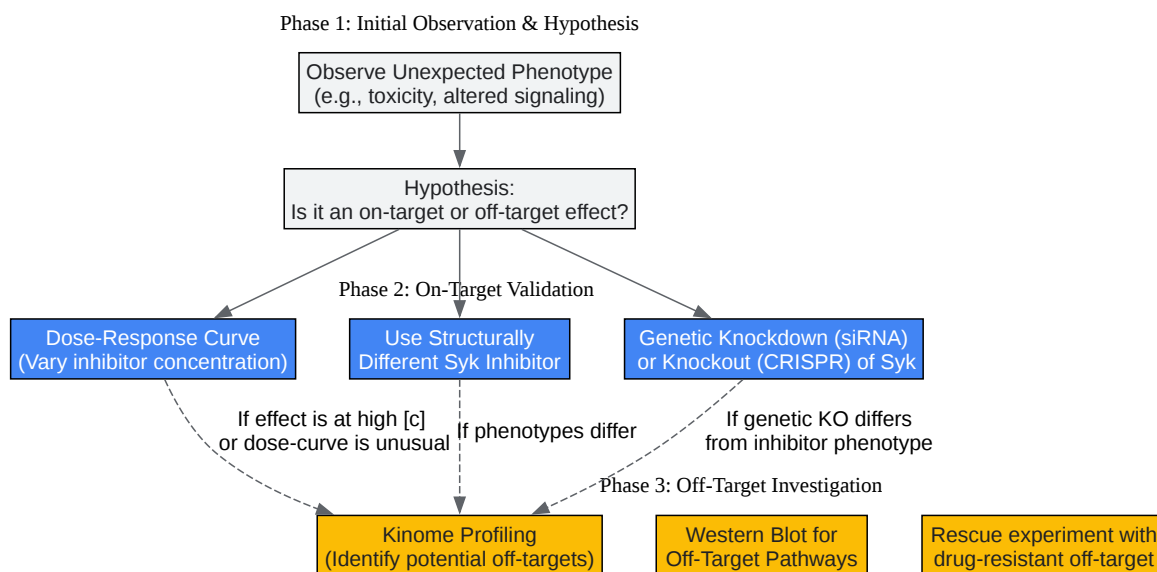 Phase 1: Initial Observation & Hypothesis
Observe Unexpected Phenotype
(e.g., toxicity, altered signaling)
Hypothesis:
Is it an on-target or off-target effect?
Phase 2: On-Target Validation
Dose-Response Curve
(Vary inhibitor concentration)
Use Structurally
Different Syk Inhibitor
Genetic Knockdown (siRNA)
or Knockout (CRISPR) of Syk
If effect is at high [c]
or dose-curve is unusual
If phenotypes differ
If genetic KO differs
from inhibitor phenotype
Phase 3: Off-Target Investigation
Kinome Profiling
(Identify potential off-targets)
Western Blot for
Off-Target Pathways
Rescue experiment with
drug-resistant off-target